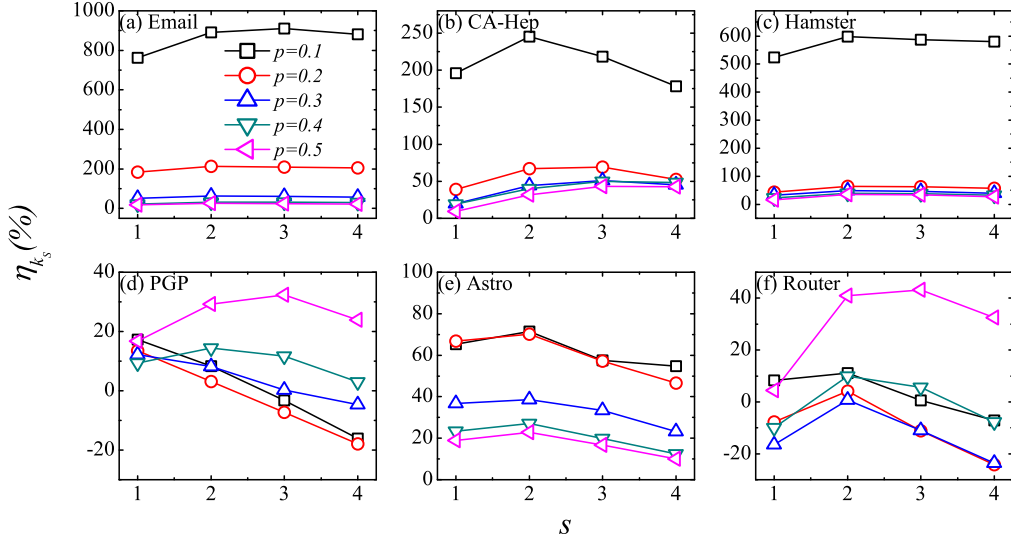 (a) Email
1000
800
600
400
200
0
p=0.1
p=0.2
p=0.3
p=0.4
p=0.5
1 2 3 4
(b) CA-Hep
250
200
150
100
50
0
1 2 3 4
(c) Hamster
600
500
400
300
200
100
0
1 2 3 4
η_{k_s}(%)
(d) PGP
40
20
0
-20
1 2 3 4
(e) Astro
100
80
60
40
20
0
1 2 3 4
(f) Router
40
20
0
-20
1 2 3 4
s